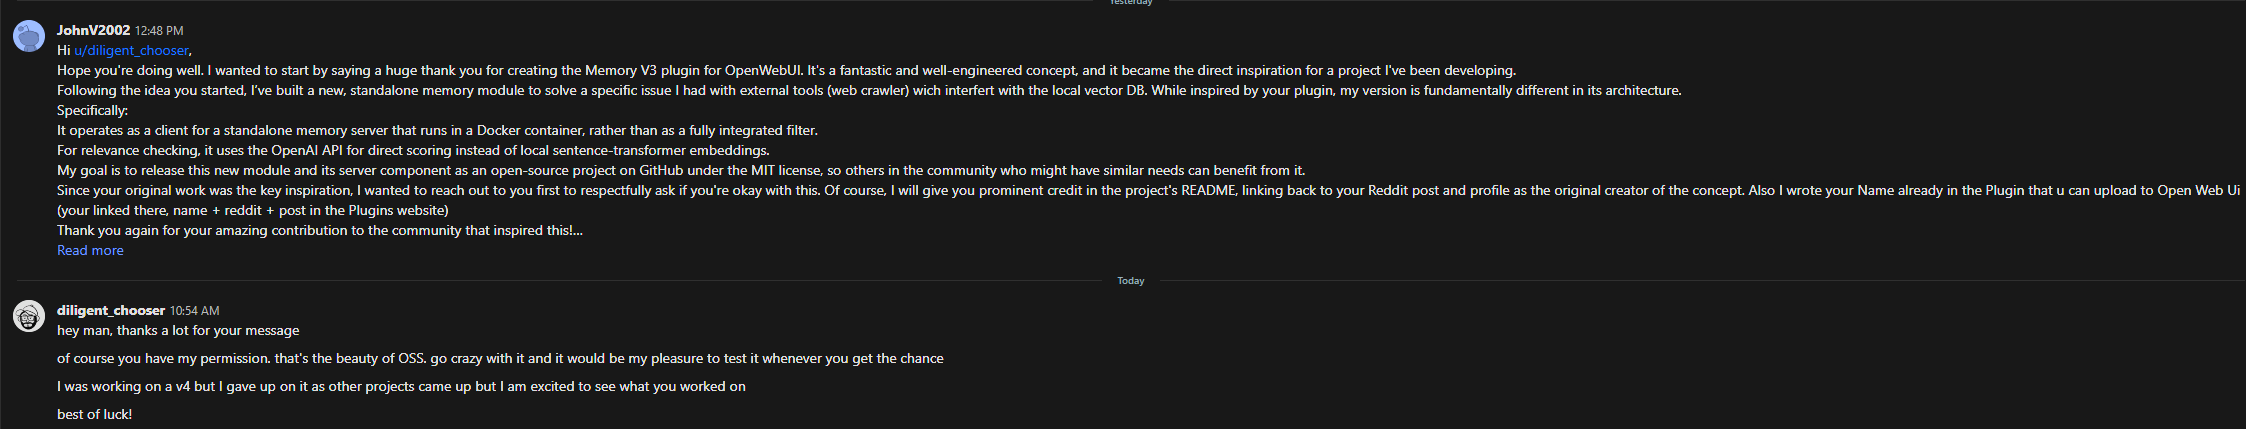 Yesterday
JohnV2002 12:48 PM
Hi u/diligent_chooser,
Hope you're doing well. I wanted to start by saying a huge thank you for creating the Memory V3 plugin for OpenWebUI. It's a fantastic and well-engineered concept, and it became the direct inspiration for a project I've been developing.
Following the idea you started, I’ve built a new, standalone memory module to solve a specific issue I had with external tools (web crawler) wich interfert with the local vector DB. While inspired by your plugin, my version is fundamentally different in its architecture.
Specifically:
It operates as a client for a standalone memory server that runs in a Docker container, rather than as a fully integrated filter.
For relevance checking, it uses the OpenAI API for direct scoring instead of local sentence-transformer embeddings.
My goal is to release this new module and its server component as an open-source project on GitHub under the MIT license, so others in the community who might have similar needs can benefit from it.
Since your original work was the key inspiration, I wanted to reach out to you first to respectfully ask if you're okay with this. Of course, I will give you prominent credit in the project's README, linking back to your Reddit post and profile as the original creator of the concept. Also I wrote your Name already in the Plugin that u can upload to Open Web Ui
(your linked there, name + reddit + post in the Plugins website)
Thank you again for your amazing contribution to the community that inspired this!...
Read more
Today
diligent_chooser 10:54 AM
hey man, thanks a lot for your message
of course you have my permission. that's the beauty of OSS. go crazy with it and it would be my pleasure to test it whenever you get the chance
I was working on a v4 but I gave up on it as other projects came up but I am excited to see what you worked on
best of luck!